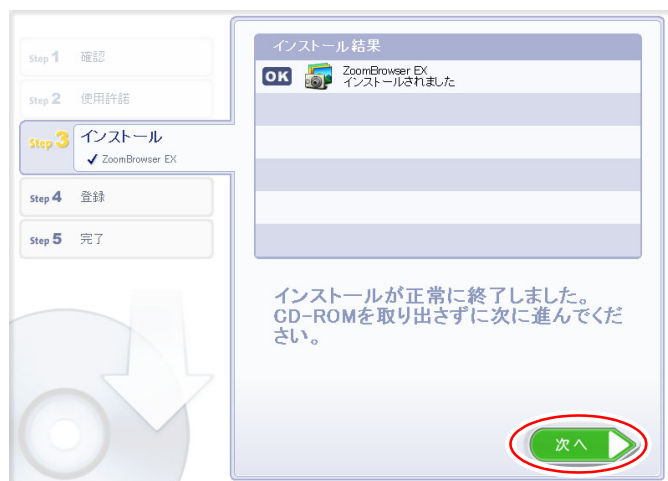 Step 1 確認
Step 2 使用許諾
Step 3 インストール
✓ ZoomBrowser EX
Step 4 登録
Step 5 完了
インストール結果
OK ZoomBrowser EX
インストールされました
インストールが正常に終了しました。
CD-ROMを取り出さずに次に進んでくだ
さい。
次へ